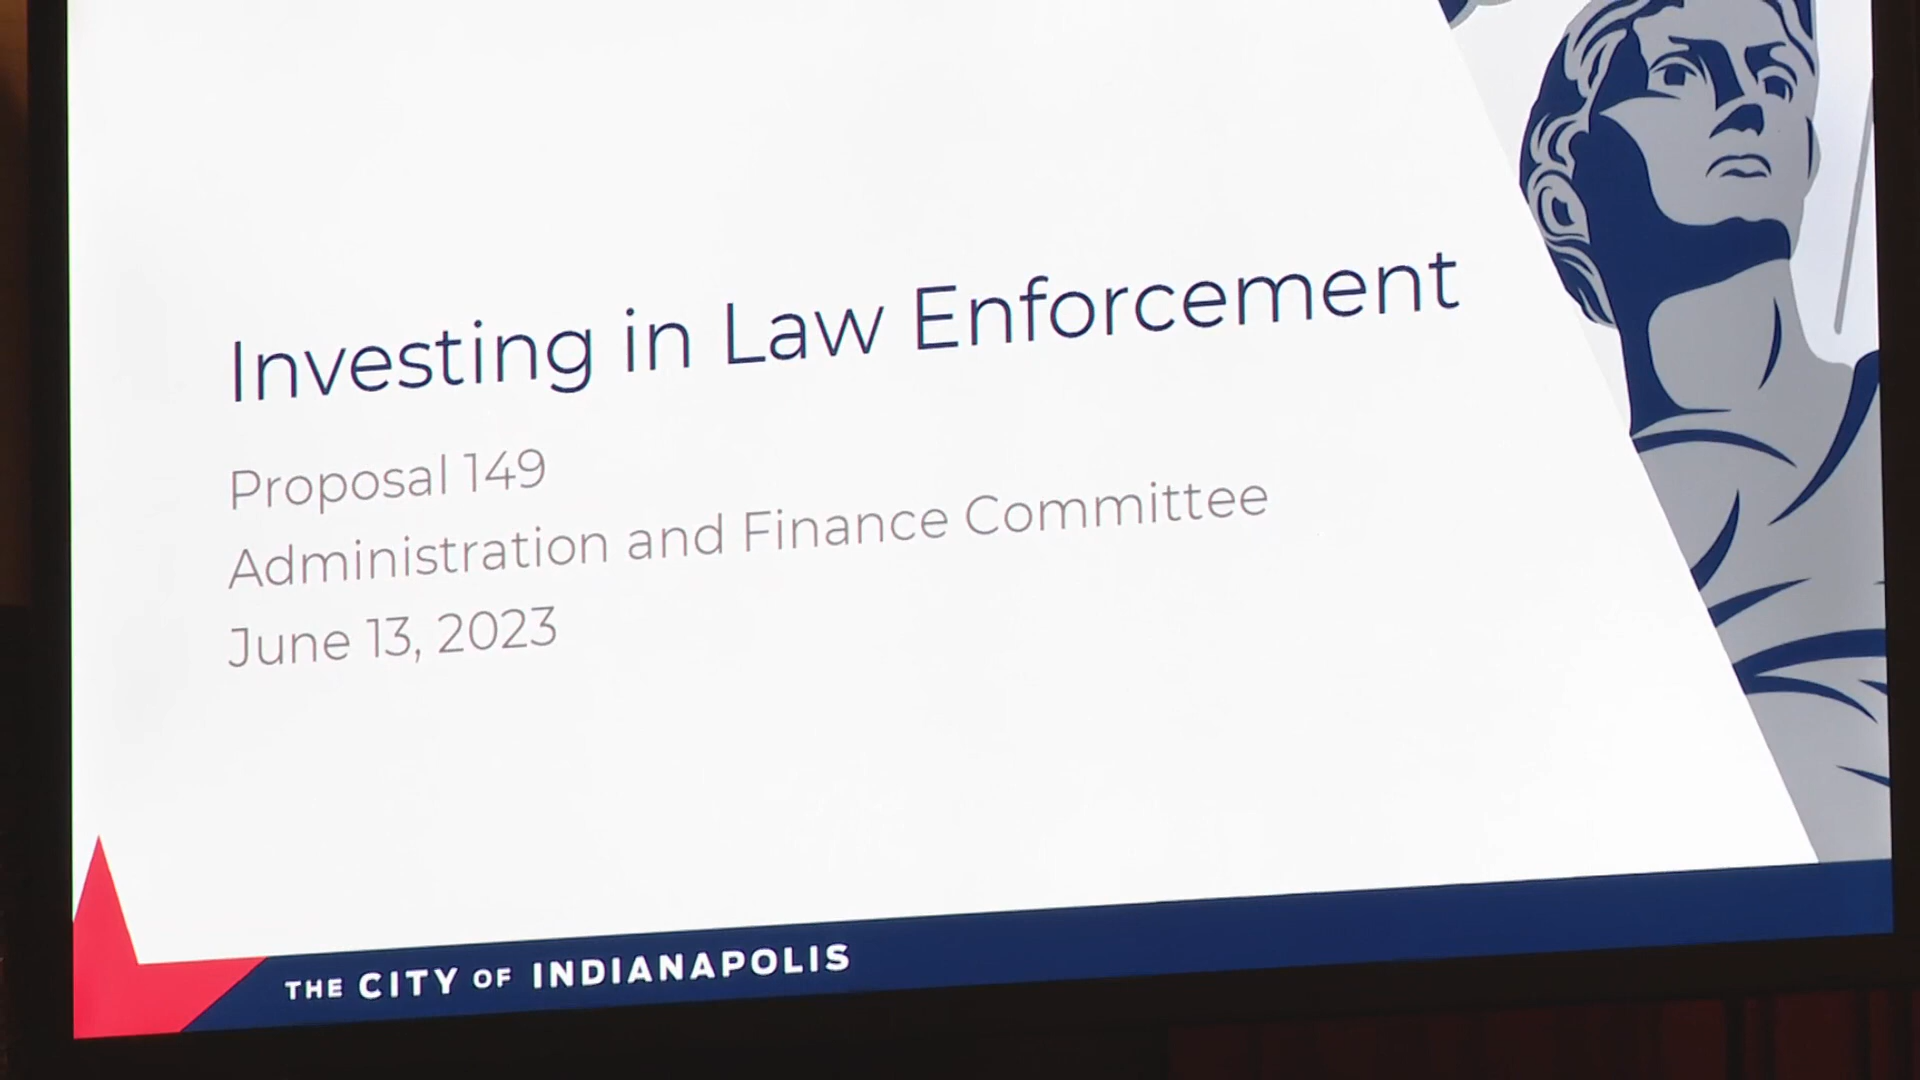 Investing in Law Enforcement
Proposal 149
Administration and Finance Committee
June 13, 2023
THE CITY OF INDIANAPOLIS